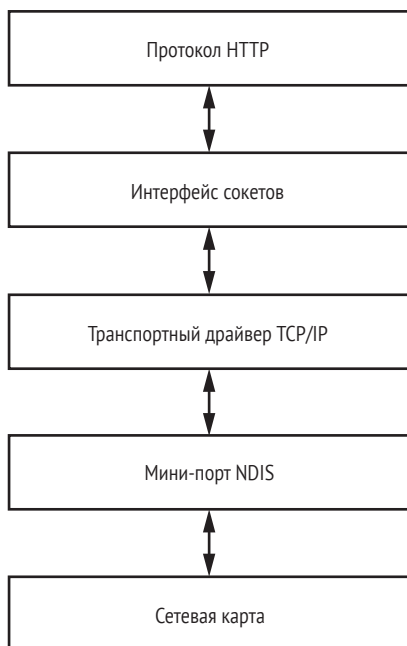 Протокол HTTP
Интерфейс сокетов
Транспортный драйвер TCP/IP
Мини-порт NDIS
Сетевая карта